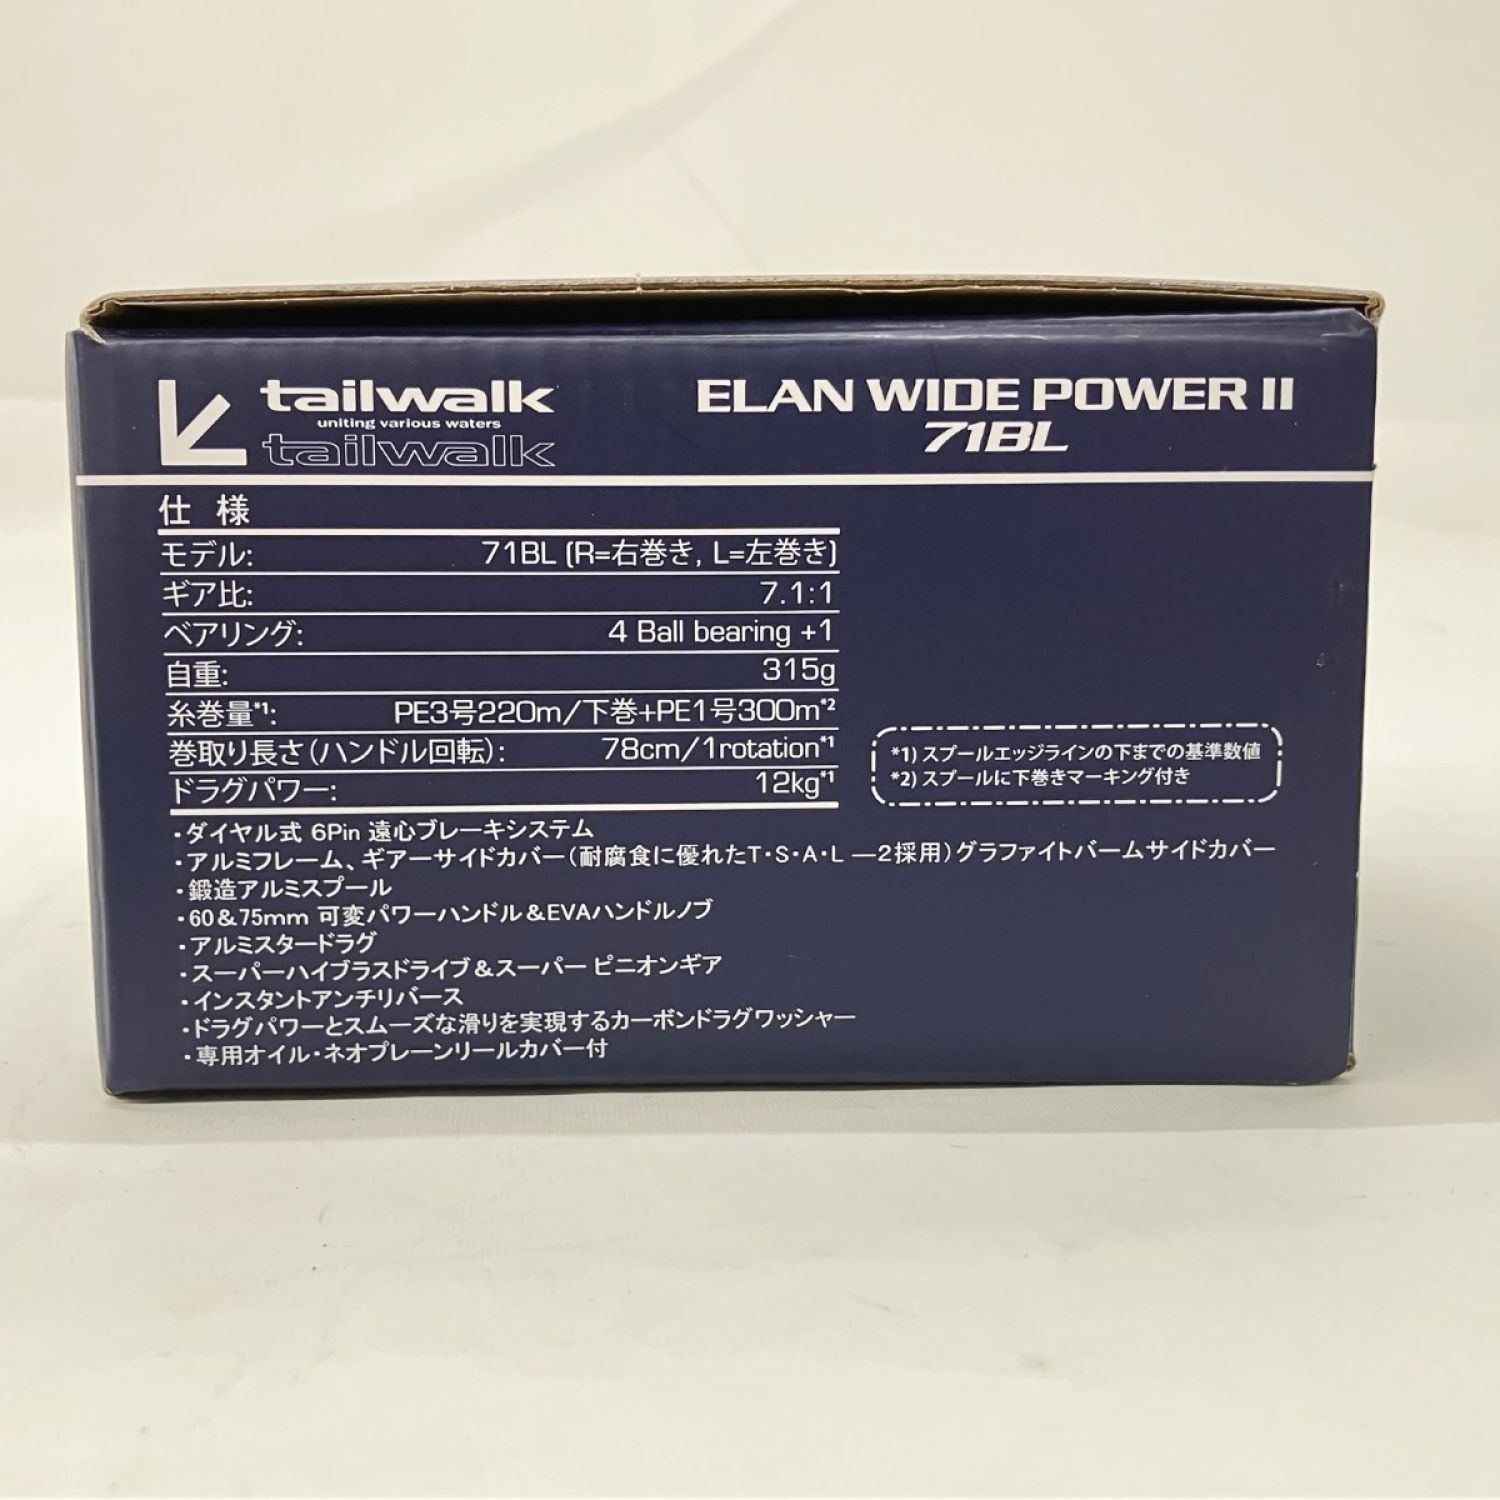 tailwalk
uniting various waters
tailwalk
ELAN WIDE POWER II
71BL
仕 様
モデル: 71BL (R=右巻き, L=左巻き)
ギア比: 7.1:1
ベアリング: 4 Ball bearing +1
自重: 315g
糸巻量*1: PE3号220m/下巻+PE1号300m*2
巻取り長さ(ハンドル回転): 78cm/1rotation*1
ドラグパワー: 12kg*1
*1) スプールエッジラインの下までの基準数値
*2) スプールに下巻きマーキング付き
・ダイヤル式 6Pin 遠心ブレーキシステム
・アルミフレーム、ギアーサイドカバー(耐腐食に優れたT・S・A・L —2採用)グラファイトパームサイドカバー
・鍛造アルミスプール
・60&75mm 可変パワーハンドル&EVAハンドルノブ
・アルミスタードラグ
・スーパーハイブラスドライブ&スーパー ピニオンギア
・インスタントアンチリバース
・ドラグパワーとスムーズな滑りを実現するカーボンドラグワッシャー
・専用オイル・ネオプレーンリールカバー付